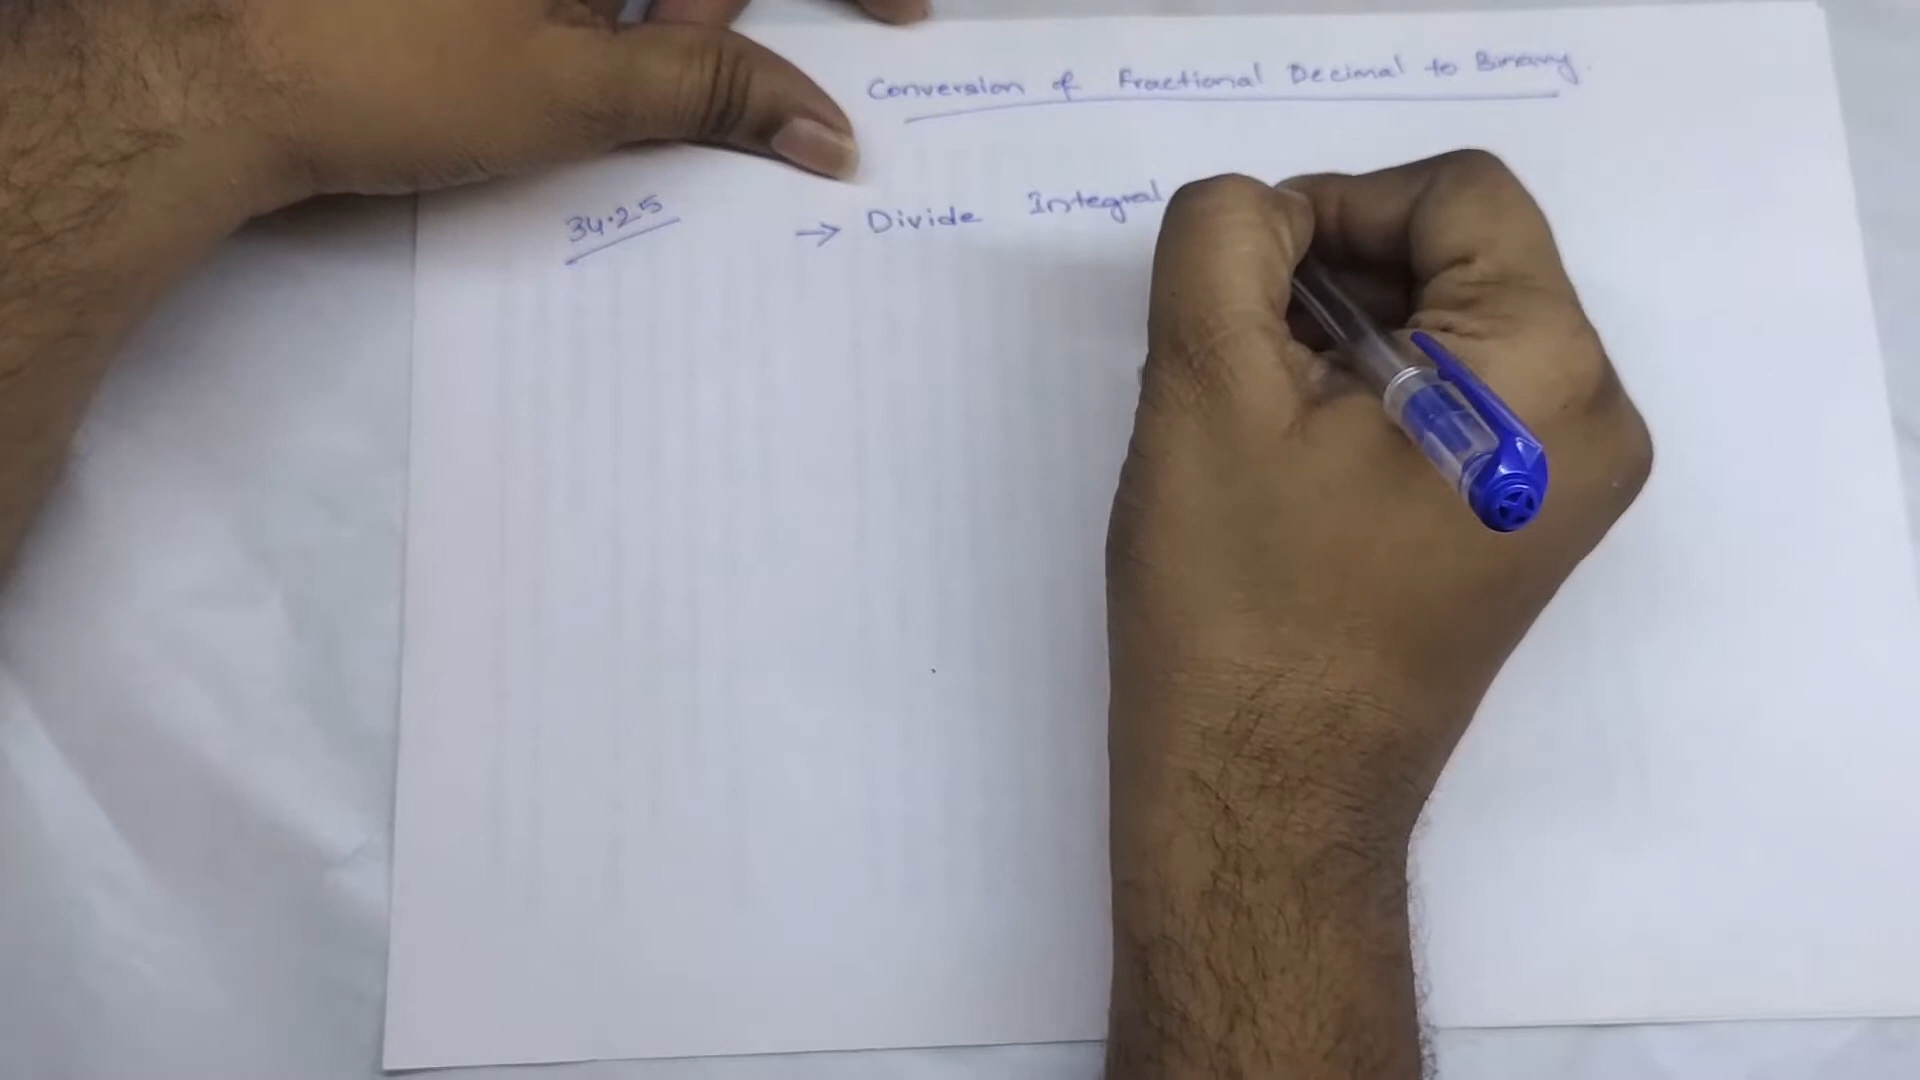 Conversion of Fractional Decimal to Binary.
34.25
→ Divide Integral